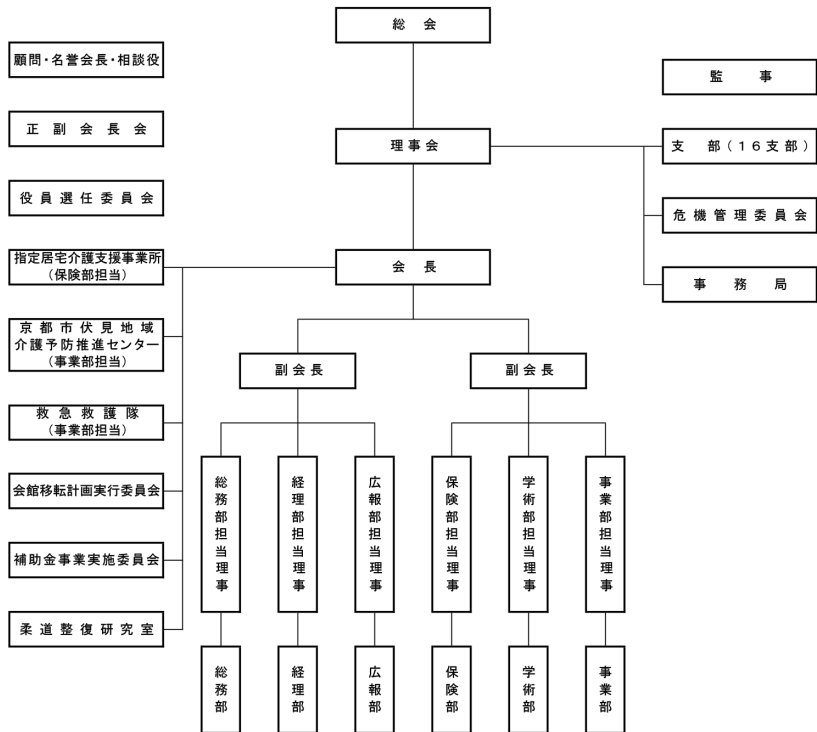 総会
顧問・名誉会長・相談役
監事
正副会長会
理事会
支部(16支部)
役員選任委員会
危機管理委員会
指定居宅介護支援事業所
(保険部担当)
会長
事務局
京都市伏見地域
介護予防推進センター
(事業部担当)
副会長
副会長
救急救護隊
(事業部担当)
会館移転計画実行委員会
補助金事業実施委員会
柔道整復研究室
総務部担当理事
経理部担当理事
広報部担当理事
保険部担当理事
学術部担当理事
事業部担当理事
総務部
経理部
広報部
保険部
学術部
事業部